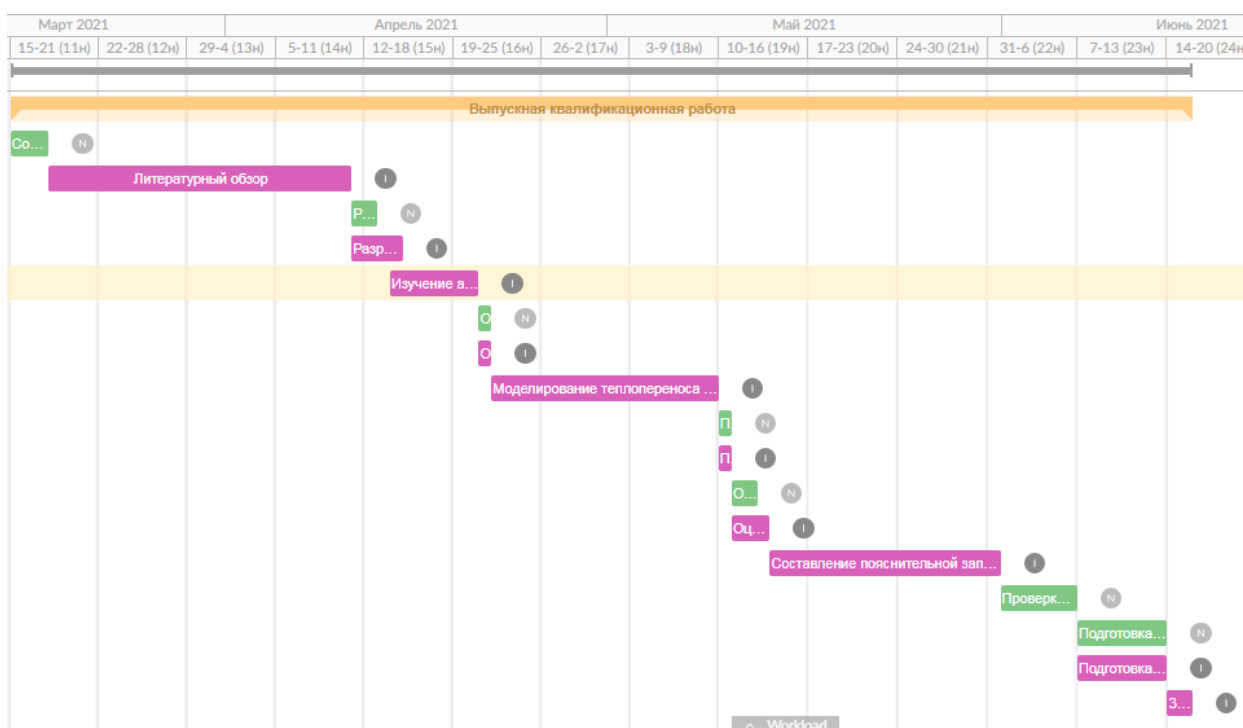 Март 2021 Апрель 2021 Май 2021 Июнь 2021
15-21 (11н) 22-28 (12н) 29-4 (13н) 5-11 (14н) 12-18 (15н) 19-25 (16н) 26-2 (17н) 3-9 (18н) 10-16 (19н) 17-23 (20н) 24-30 (21н) 31-6 (22н) 7-13 (23н) 14-20 (24н
Выпускная квалификационная работа
Со... N
Литературный обзор I
Р... N
Разр... I
Изучение а... I
О N
О I
Моделирование теплопереноса ... I
П N
П I
О... N
Оц... I
Составление пояснительной зап... I
Проверк... N
Подготовка... N
Подготовка... I
З... I
Workload